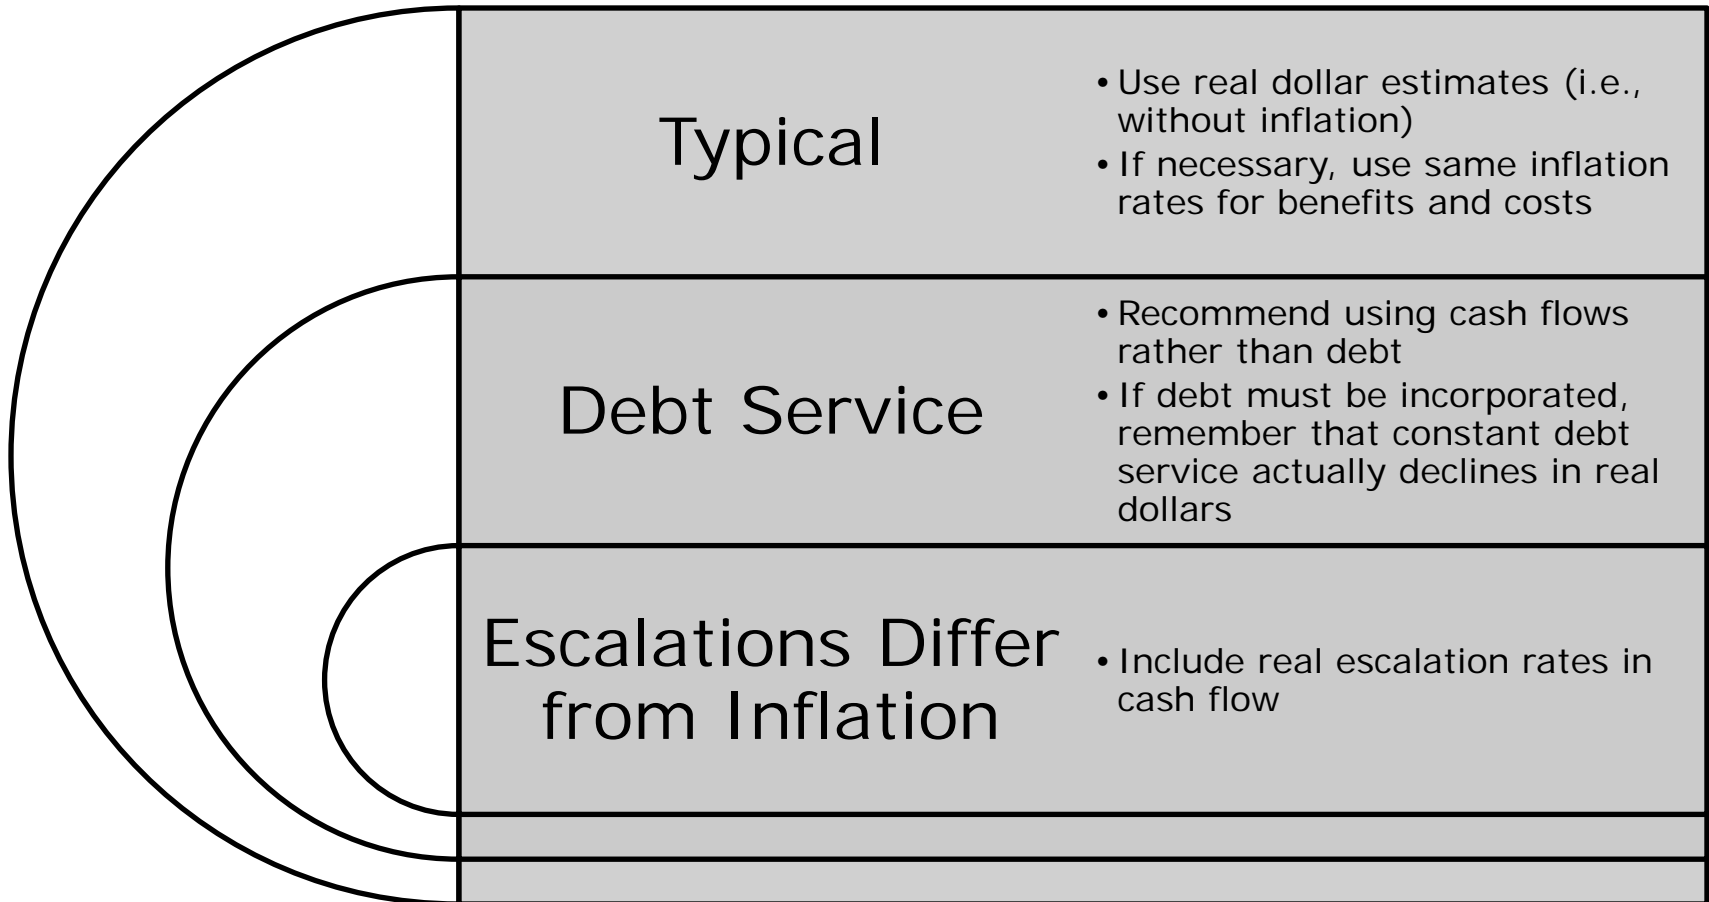 Typical
• Use real dollar estimates (i.e.,
without inflation)
• If necessary, use same inflation
rates for benefits and costs
Debt Service
• Recommend using cash flows
rather than debt
• If debt must be incorporated,
remember that constant debt
service actually declines in real
dollars
Escalations Differ
from Inflation
• Include real escalation rates in
cash flow